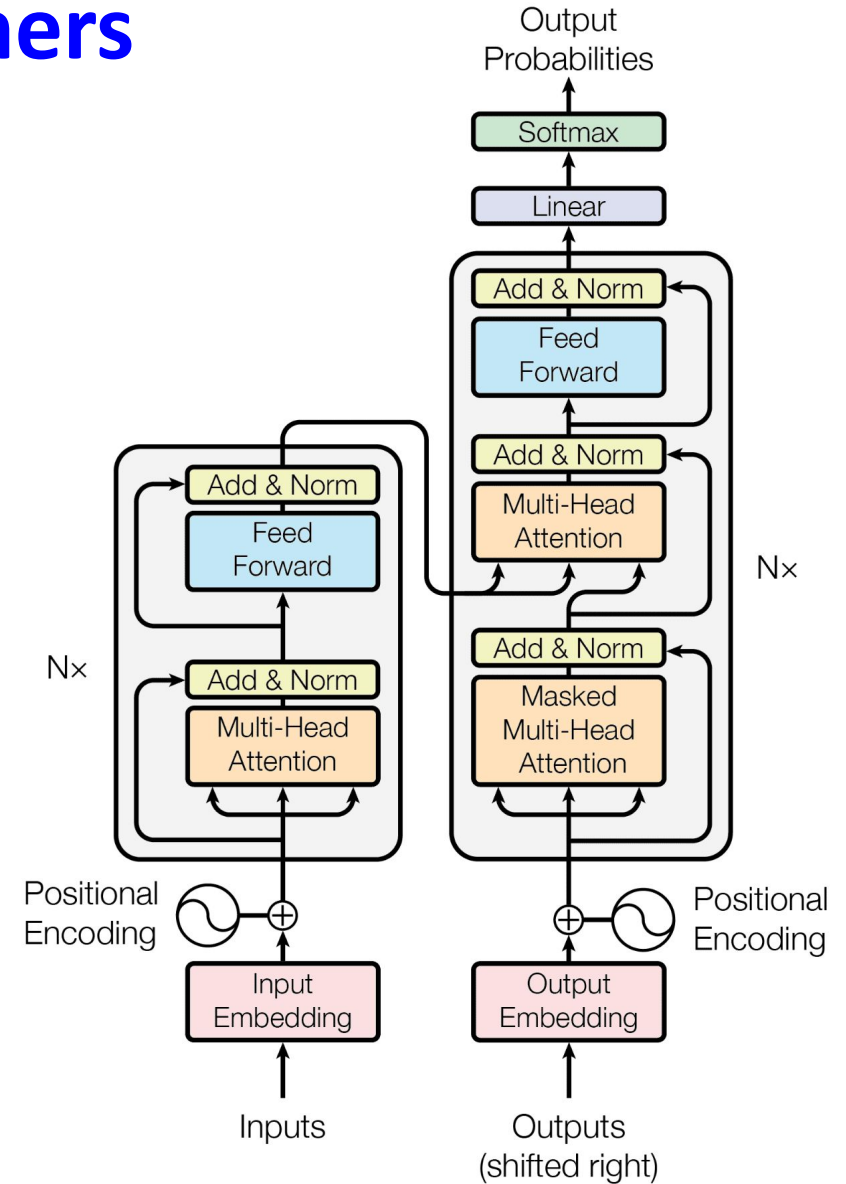 ners
Output
Probabilities
Softmax
Linear
Add & Norm
Feed
Forward
Add & Norm
Multi-Head
Attention
Nx
Add & Norm
Masked
Multi-Head
Attention
Add & Norm
Feed
Forward
Nx
Add & Norm
Multi-Head
Attention
Positional
Encoding
Positional
Encoding
Input
Embedding
Output
Embedding
Inputs
Outputs
(shifted right)